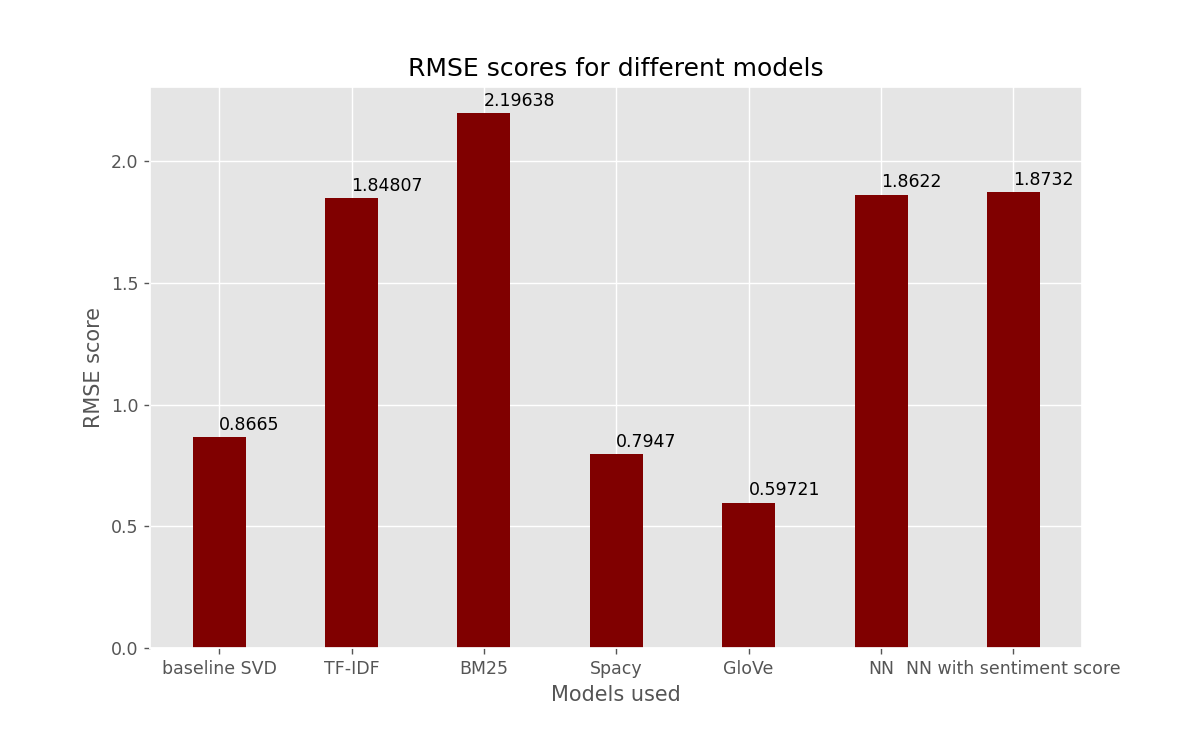 RMSE scores for different models
RMSE score
2.0
1.5
1.0
0.5
0.0
0.8665
1.84807
2.19638
0.7947
0.59721
1.8622
1.8732
baseline SVD
TF-IDF
BM25
Spacy
GloVe
NN
NN with sentiment score
Models used